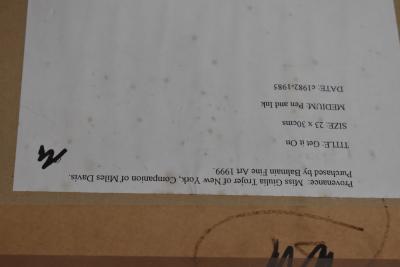 Provenance: Miss Giulia Trojer of New York, Companion of Miles Davis.
Purchased by Balmain Fine Art 1999.
TITLE: Get it On
SIZE: 23 x 30cms
MEDIUM: Pen and Ink
DATE: c1982-1985